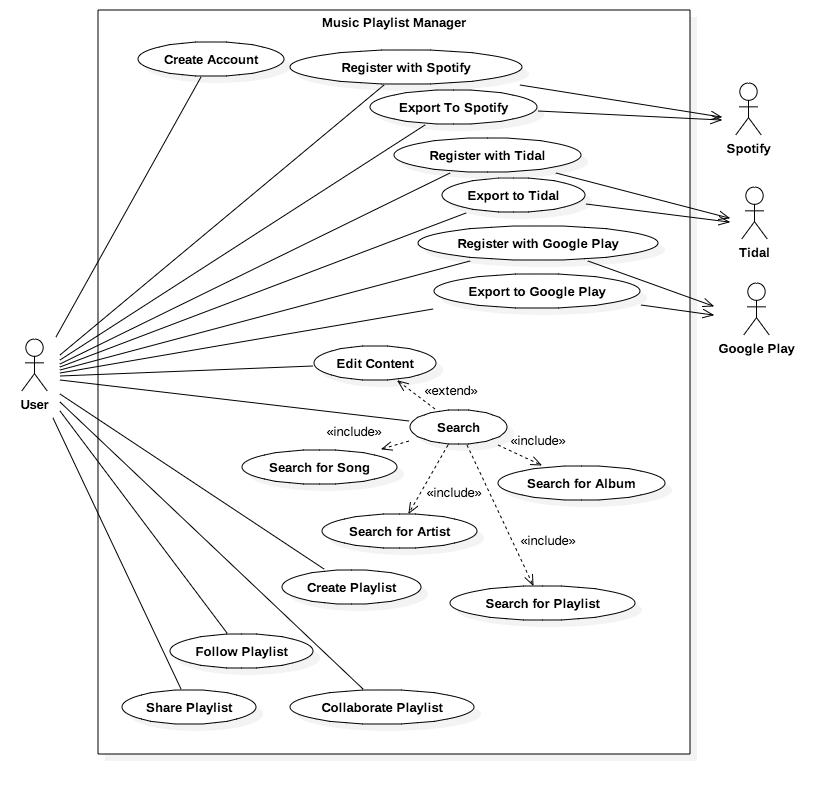 Music Playlist Manager
Create Account
Register with Spotify
Export To Spotify
Spotify
Register with Tidal
Export to Tidal
Tidal
Register with Google Play
Export to Google Play
Google Play
User
Edit Content
«extend»
Search
«include»
«include»
Search for Song
Search for Album
«include»
Search for Artist
«include»
Create Playlist
Search for Playlist
Follow Playlist
Share Playlist
Collaborate Playlist